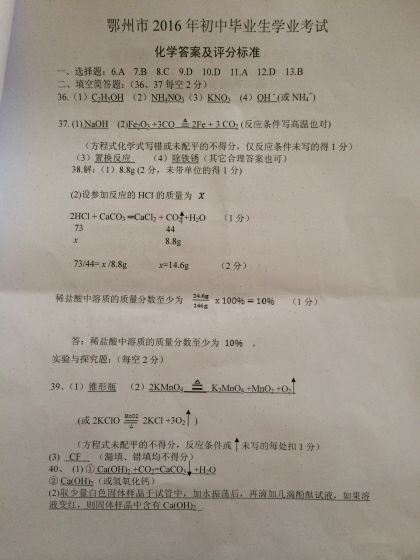 鄂州市 2016 年初中毕业生学业考试
化学答案及评分标准
一、选择题：6.A 7.B 8.C 9.D 10.D 11.A 12.D 13.B
二、填空简答题：（36、37 每空 2 分）
36.（1）C₂H₅OH （2）NH₄NO₃（3）KNO₃ （4）OH⁻(或 NH₄⁺)
37.（1)NaOH (2)Fe₂O₃ +3CO ≜ 2Fe + 3 CO₂ (反应条件写高温也对)
（方程式化学式写错或未配平的不得分，仅反应条件未写的得 1 分）
（3）置换反应 （4）除铁锈（其它合理答案也可）
38.解：（1）8.8g (2 分，未带单位的得 1 分)
(2)设参加反应的 HCl 的质量为 x
2HCl + CaCO₃ ═CaCl₂ + CO₂↑+H₂O （1 分）
73 44
x 8.8g
73/44= x /8.8g x=14.6g （2 分）
稀盐酸中溶质的质量分数至少为 14.6g/146g x 100% = 10% （1 分）
答：稀盐酸中溶质的质量分数至少为 10% 。
实验与探究题：（每空 2 分）
39、（1）锥形瓶 （2）2KMnO₄ ≜ K₂MnO₄ +MnO₂ +O₂↑
（或 2KClO MnO2 ≜ 2KCl +3O₂↑ ）
（方程式未配平的不得分，反应条件或↑未写的每处扣 1 分）
(3) CF （漏填、错填均不得分）
40、 (1) ① Ca(OH)₂ +CO₂=CaCO₃↓+H₂O
② Ca(OH)₂（或氢氧化钙）
(2)取少量白色固体样品于试管中，加水振荡后，再滴加几滴酚酞试液，如果溶
液变红，则固体样品中含有 Ca(OH)₂